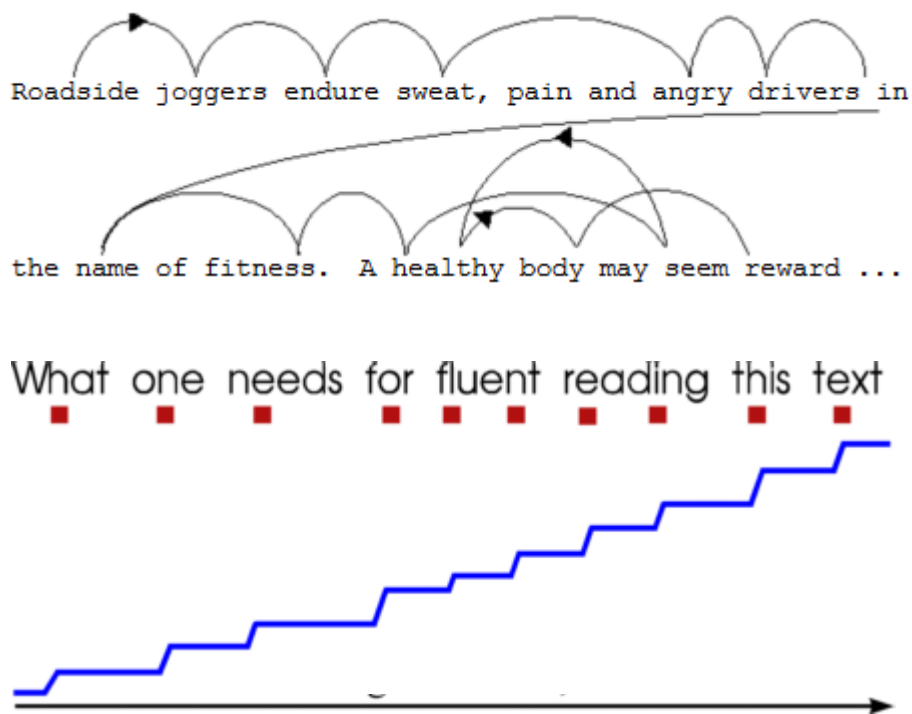 Roadside joggers endure sweat, pain and angry drivers in
the name of fitness. A healthy body may seem reward ...
What one needs for fluent reading this text